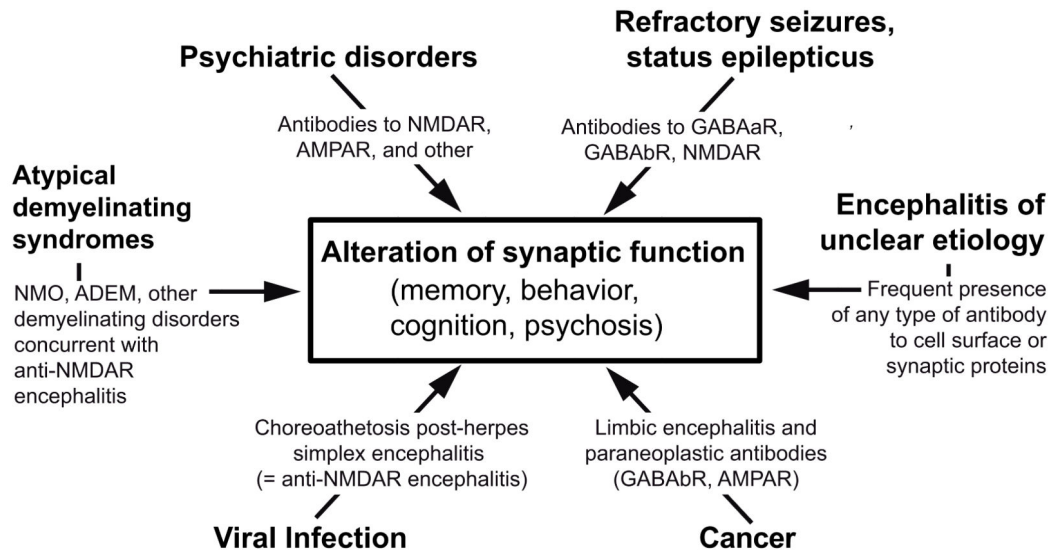 Psychiatric disorders
Antibodies to NMDAR,
AMPAR, and other
Refractory seizures,
status epilepticus
Antibodies to GABAaR,
GABAbR, NMDAR
,
Atypical
demyelinating
syndromes
NMO, ADEM, other
demyelinating disorders
concurrent with
anti-NMDAR
encephalitis
Alteration of synaptic function
(memory, behavior,
cognition, psychosis)
Encephalitis of
unclear etiology
Frequent presence
of any type of antibody
to cell surface or
synaptic proteins
Choreoathetosis post-herpes
simplex encephalitis
(= anti-NMDAR encephalitis)
Viral Infection
Limbic encephalitis and
paraneoplastic antibodies
(GABAbR, AMPAR)
Cancer